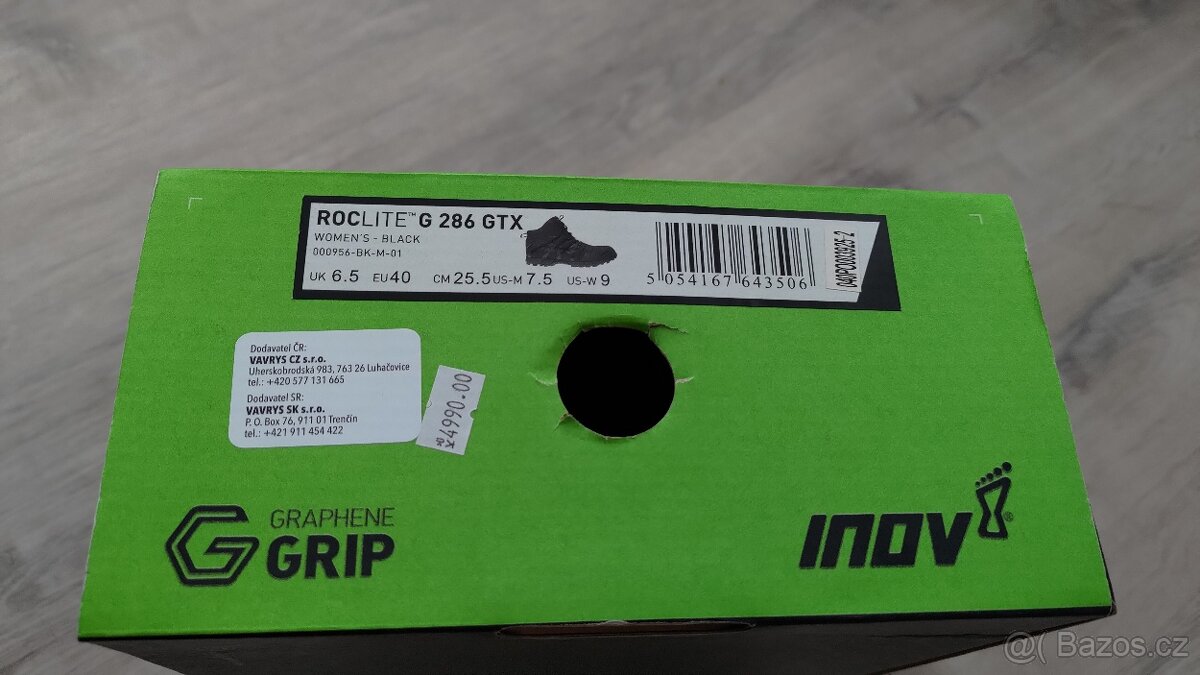 ROCLITE™ G 286 GTX
WOMEN'S - BLACK
000956-BK-M-01
UK 6.5 EU 40 CM 25.5 US-M 7.5 US-W 9
5 054167 643506
040PO003925-2
Dodavatel ČR:
VAVRYS CZ s.r.o.
Uherskobrodská 983, 763 26 Luhačovice
tel.: +420 577 131 665
Dodavatel SR:
VAVRYS SK s.r.o.
P. O. Box 76, 911 01 Trenčín
tel.: +421 911 454 422
Kč 4990.00
G GRAPHENE
GRIP
INOV8®
@( Bazos.cz